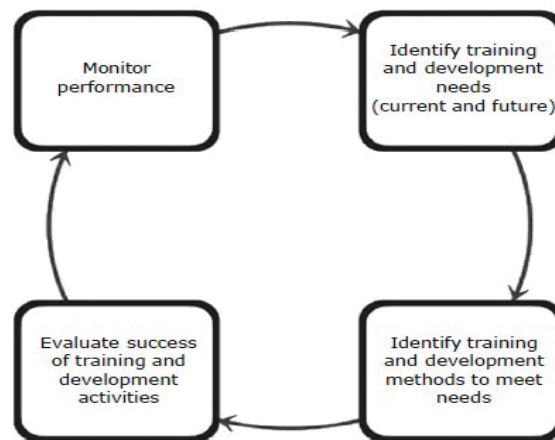 Monitor
performance
Identify training
and development
needs
(current and future)
Identify training
and development
methods to meet
needs
Evaluate success
of training and
development
activities